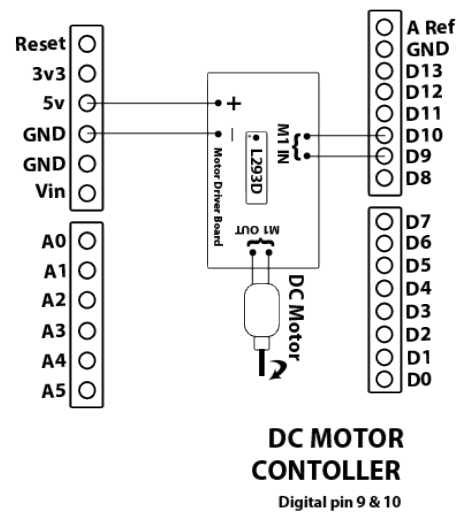 Reset
3v3
5v
GND
GND
Vin
A0
A1
A2
A3
A4
A5
+
–
Motor Driver Board
L293D
M1 IN
M1 OUT
DC Motor
A Ref
GND
D13
D12
D11
D10
D9
D8
D7
D6
D5
D4
D3
D2
D1
D0
DC MOTOR
CONTOLLER
Digital pin 9 & 10